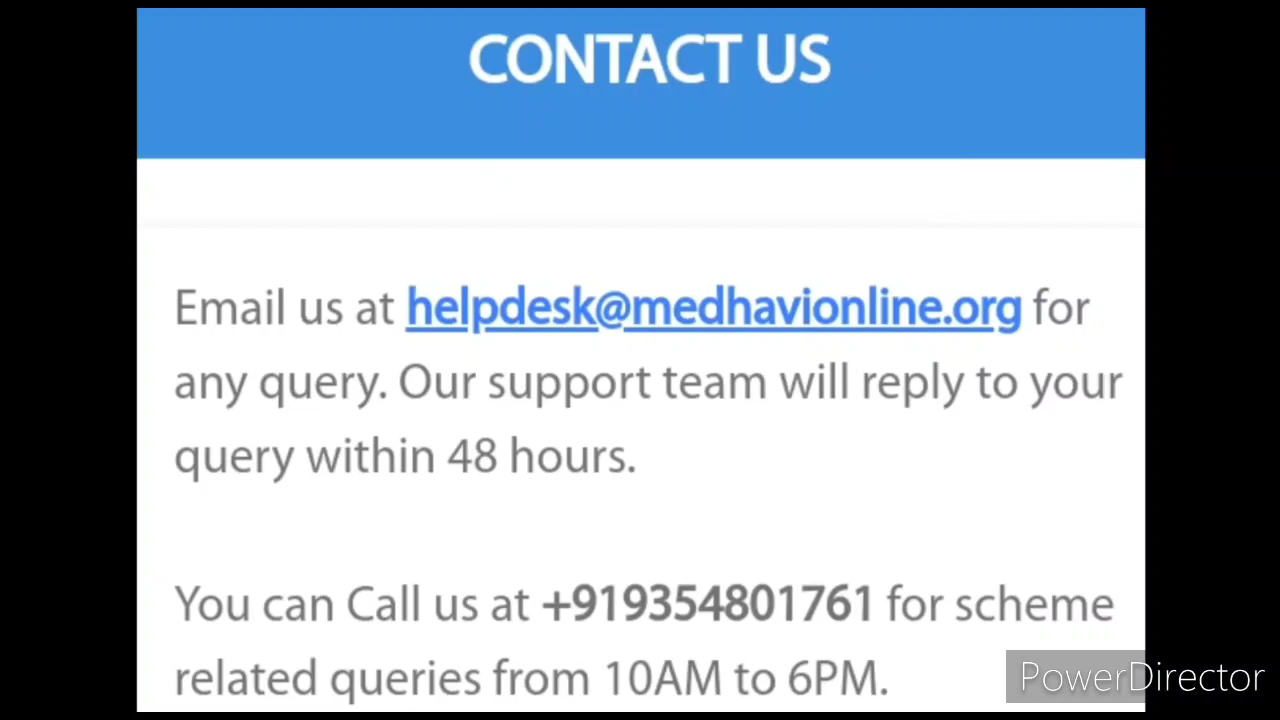 CONTACT US
Email us at helpdesk@medhavionline.org for
any query. Our support team will reply to your
query within 48 hours.
You can Call us at +919354801761 for scheme
related queries from 10AM to 6PM.
PowerDirector